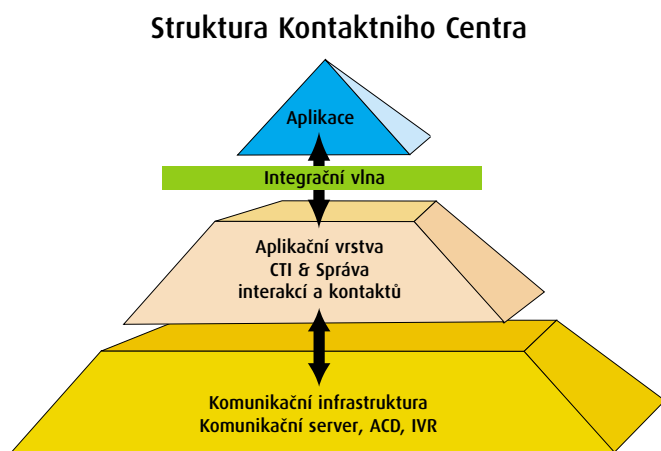 Struktura Kontaktniho Centra
Aplikace
Integrační vlna
Aplikační vrstva
CTI & Správa
interakcí a kontaktů
Komunikační infrastruktura
Komunikační server, ACD, IVR